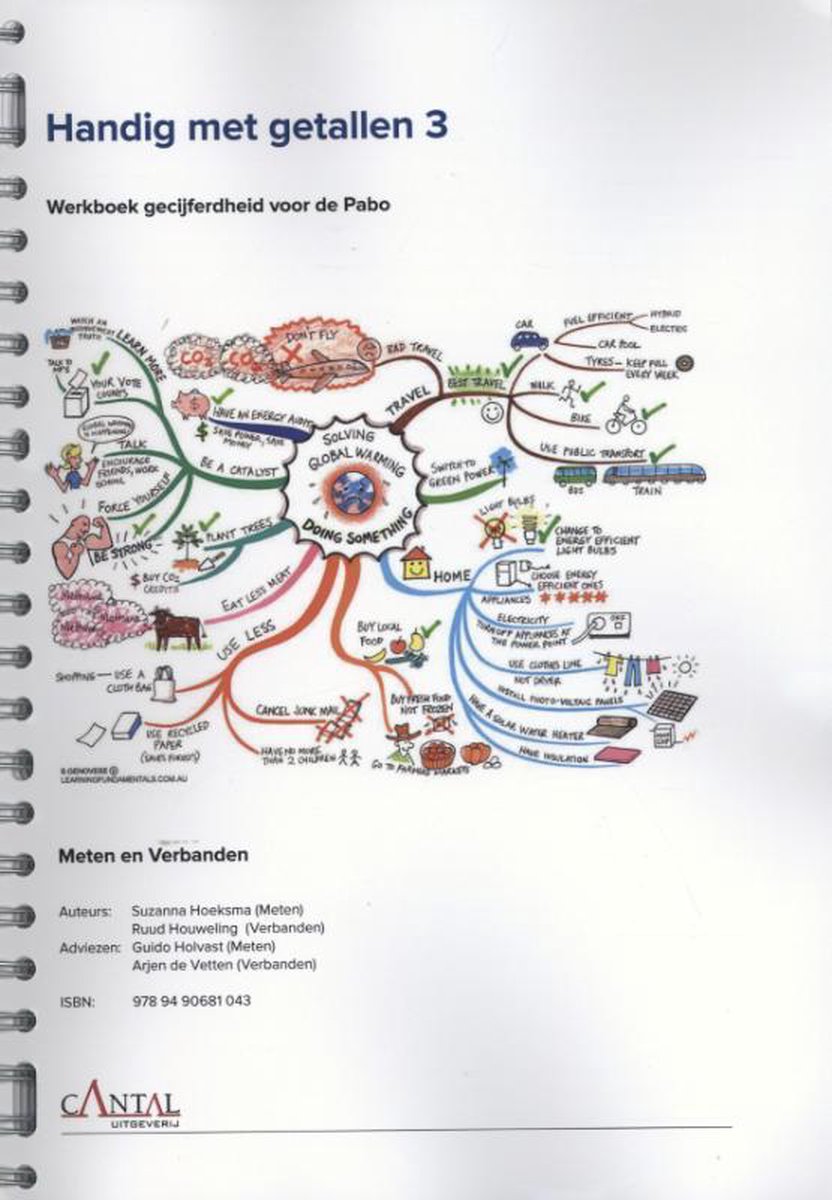 Handig met getallen 3
Werkboek gecijferdheid voor de Pabo
LEARN MORE
TALK TO MP'S
YOUR VOTE COUNTS
TALK
ENCOURAGE FRIENDS, WORK, SCHOOL
FORCE YOURSELF
BE STRONG
BE A CATALYST
CO2
CO2
DON'T FLY
BAD TRAVEL
TRAVEL
BEST TRAVEL
CAR
FUEL EFFICIENT
HYBRID
ELECTRIC
CAR POOL
TYRES – KEEP FULL
EVERY WEEK
WALK
BIKE
USE PUBLIC TRANSPORT
BUS
TRAIN
HAVE AN ENERGY AUDIT
$ SAVE POWER, SAVE
MONEY
SOLVING
GLOBAL WARMING
DOING SOMETHING
SWITCH TO
GREEN POWER
PLANT TREES
$ BUY CO2
CREDITS
EAT LESS MEAT
Methane
Methane
Methane
USE LESS
SHOPPING – USE A
CLOTH BAG
USE RECYCLED
PAPER
(SAVES FORESTS)
CANCEL JUNK MAIL
HAVE NO MORE
THAN 2 CHILDREN
BUY LOCAL
FOOD
BUY FRESH FOOD
NOT FROZEN
GO TO FARMERS MARKETS
HOME
LIGHT BULBS
CHANGE TO
ENERGY EFFICIENT
LIGHT BULBS
CHOOSE ENERGY
EFFICIENT ONES
APPLIANCES
ELECTRICITY
TURN OFF APPLIANCES AT
THE POWER POINT
USE CLOTHES LINE
NOT DRYER
INSTALL PHOTO-VOLTAIC PANELS
HAVE A SOLAR WATER HEATER
HAVE INSULATION
LEARNINGFUNDAMENTALS.COM.AU
Meten en Verbanden
Auteurs: Suzanna Hoeksma (Meten)
Ruud Houweling (Verbanden)
Adviezen: Guido Holvast (Meten)
Arjen de Vetten (Verbanden)
ISBN: 978 94 90681 043
CANTAL
UITGEVERIJ